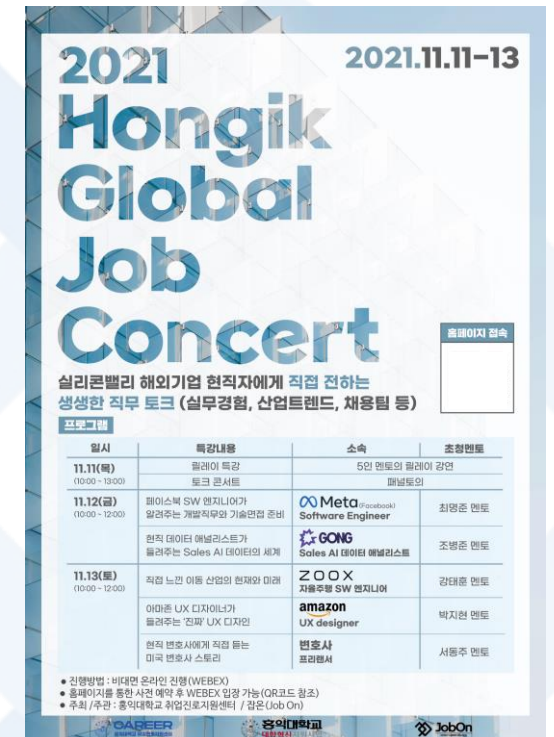 2021
2021.11.11-13
Hongik
Global
Job
Concert
홈페이지 접속
실리콘밸리 해외기업 현직자에게 직접 전하는
생생한 직무 토크 (실무경험, 산업트렌드, 채용팁 등)
프로그램
일시 특강내용 소속 초청멘토
11.11(목) 릴레이 특강 5인 멘토의 릴레이 강연
(10:00 - 13:00) 토크 콘서트 패널토의
11.12(금) 페이스북 SW 엔지니어가 Meta (Facebook) 최명준 멘토
(10:00 - 12:00) 알려주는 개발직무와 기술면접 준비 Software Engineer
현직 데이터 애널리스트가 GONG 조병준 멘토
들려주는 Sales AI 데이터의 세계 Sales AI 데이터 애널리스트
11.13(토) 직접 느낀 이동 산업의 현재와 미래 ZOOX 강태훈 멘토
(10:00 - 12:00) 자율주행 SW 엔지니어
아마존 UX 디자이너가 amazon 박지현 멘토
들려주는 '진짜' UX 디자인 UX designer
현직 변호사에게 직접 듣는 변호사 서동주 멘토
미국 변호사 스토리 프리랜서
● 진행방법 : 비대면 온라인 진행(WEBEX)
● 홈페이지를 통한 사전 예약 후 WEBEX 입장 가능(QR코드 참조)
● 주최 /주관 : 홍익대학교 취업진로지원센터 / 잡온(Job On)
CAREER 홍익대학교 JobOn